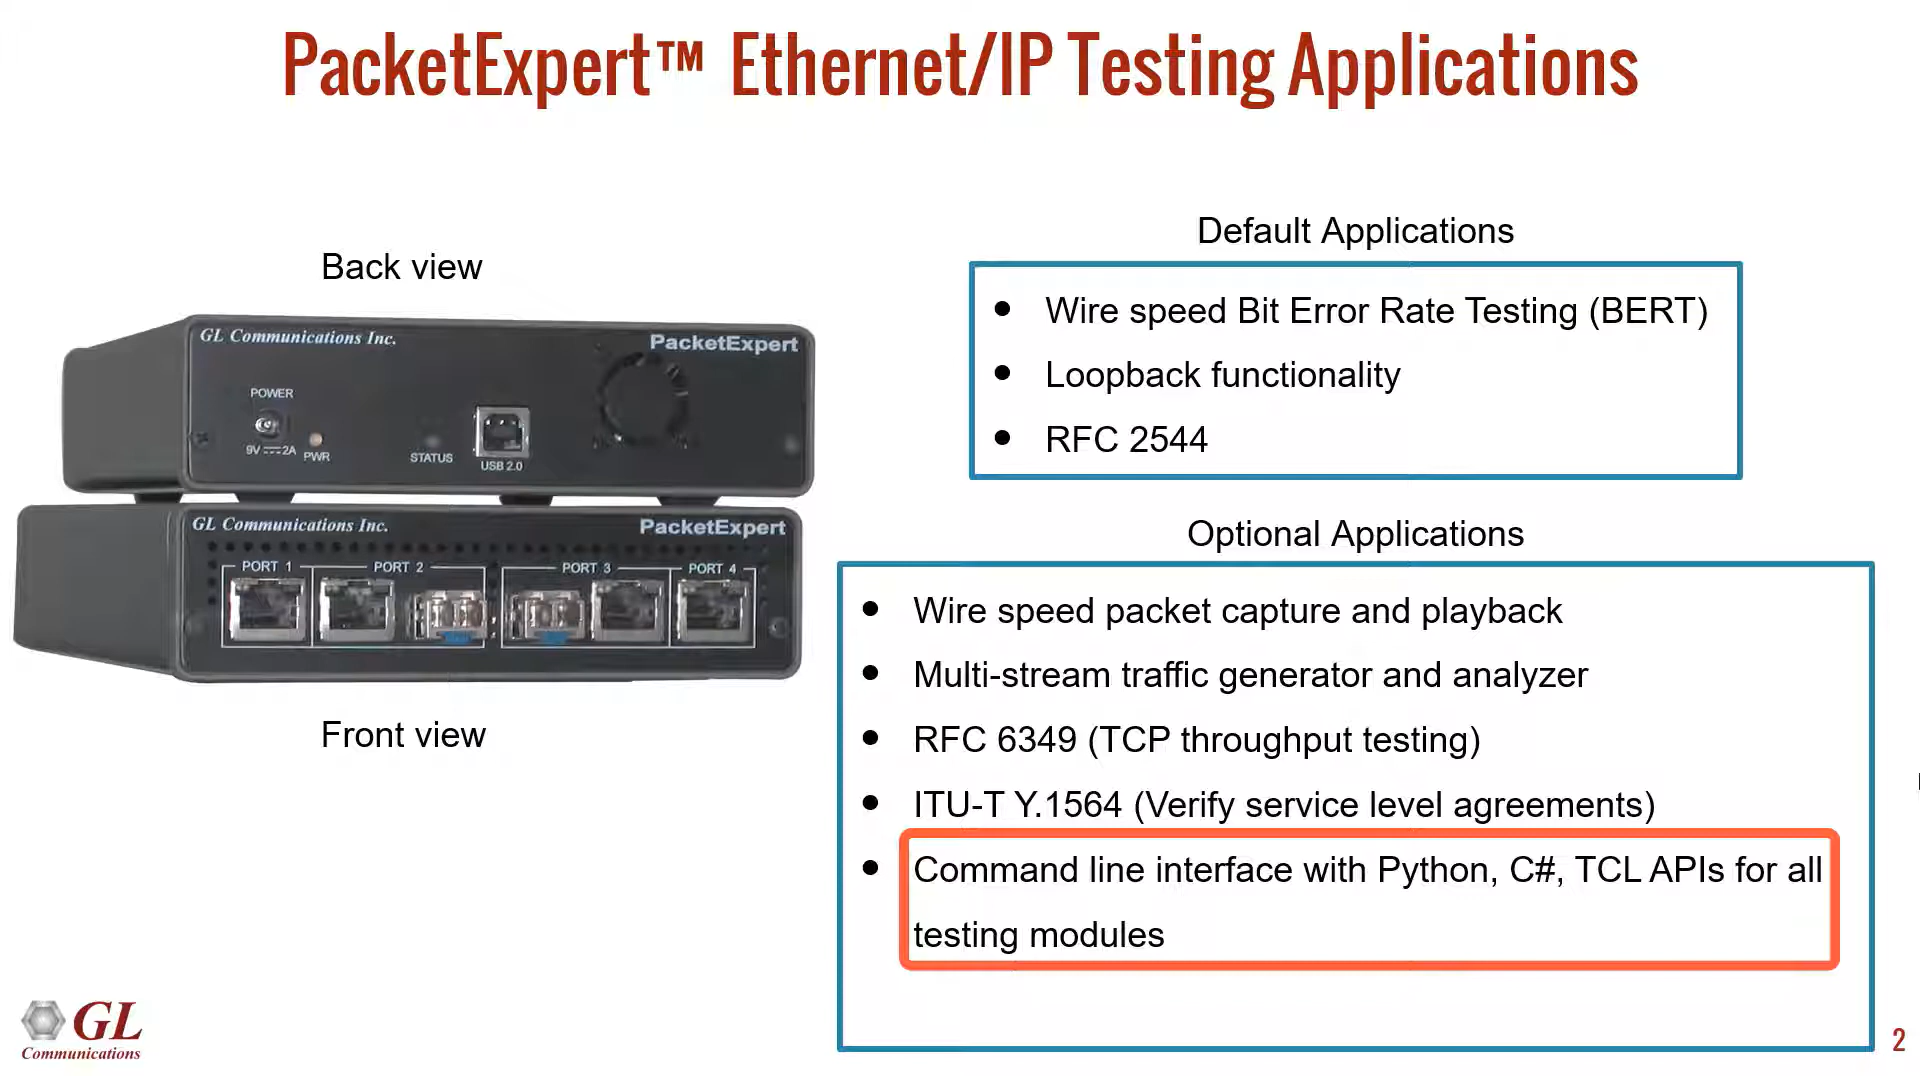 PacketExpert™ Ethernet/IP Testing Applications
Back view
GL Communications Inc.
PacketExpert
POWER
9V 2A
PWR
STATUS
USB 2.0
GL Communications Inc.
PacketExpert
PORT 1
PORT 2
PORT 3
PORT 4
Front view
Default Applications
● Wire speed Bit Error Rate Testing (BERT)
● Loopback functionality
● RFC 2544
Optional Applications
● Wire speed packet capture and playback
● Multi-stream traffic generator and analyzer
● RFC 6349 (TCP throughput testing)
● ITU-T Y.1564 (Verify service level agreements)
● Command line interface with Python, C#, TCL APIs for all
testing modules
GL
Communications
2